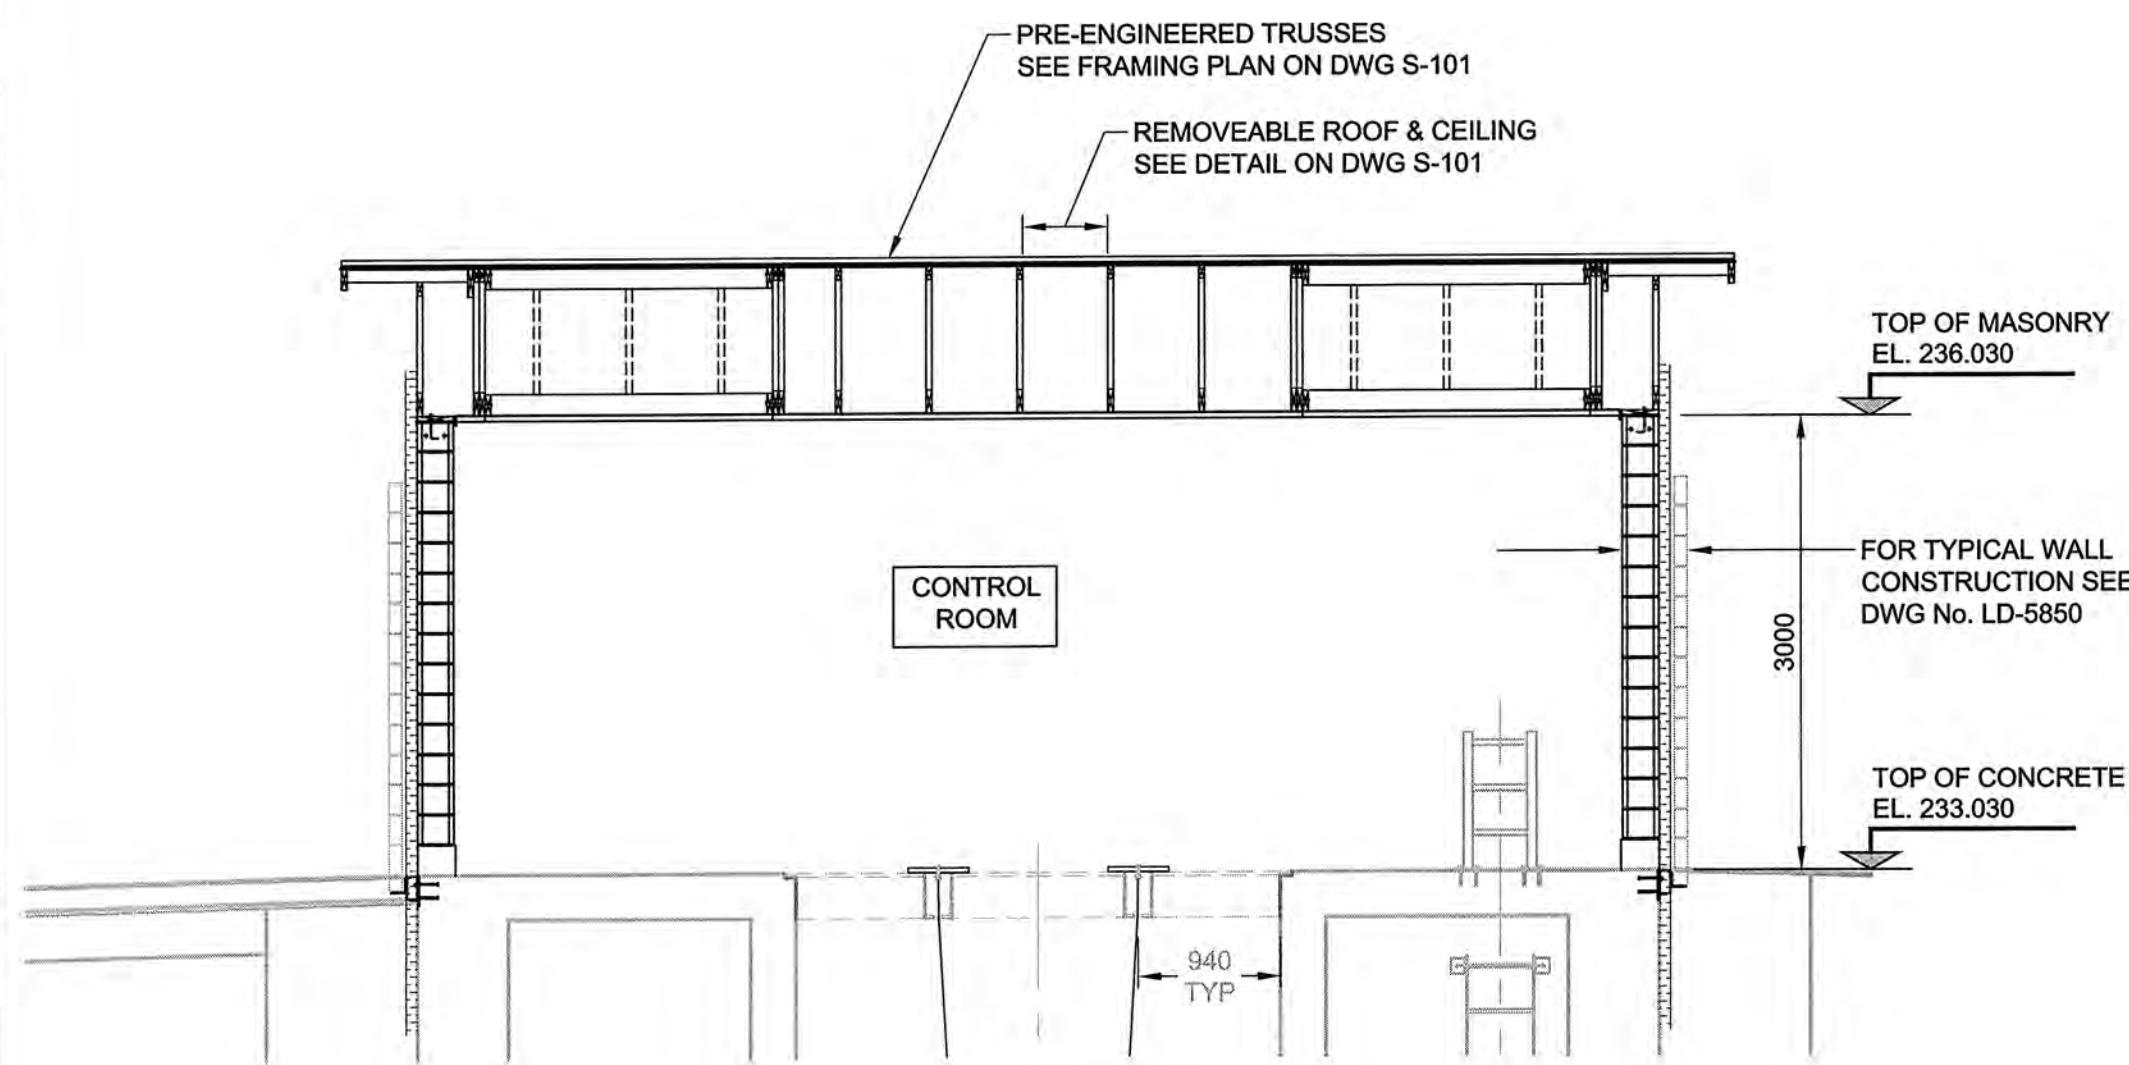 PRE-ENGINEERED TRUSSES
SEE FRAMING PLAN ON DWG S-101
REMOVEABLE ROOF & CEILING
SEE DETAIL ON DWG S-101
TOP OF MASONRY
EL. 236.030
FOR TYPICAL WALL
CONSTRUCTION SEE
DWG No. LD-5850
CONTROL
ROOM
3000
TOP OF CONCRETE
EL. 233.030
940
TYP